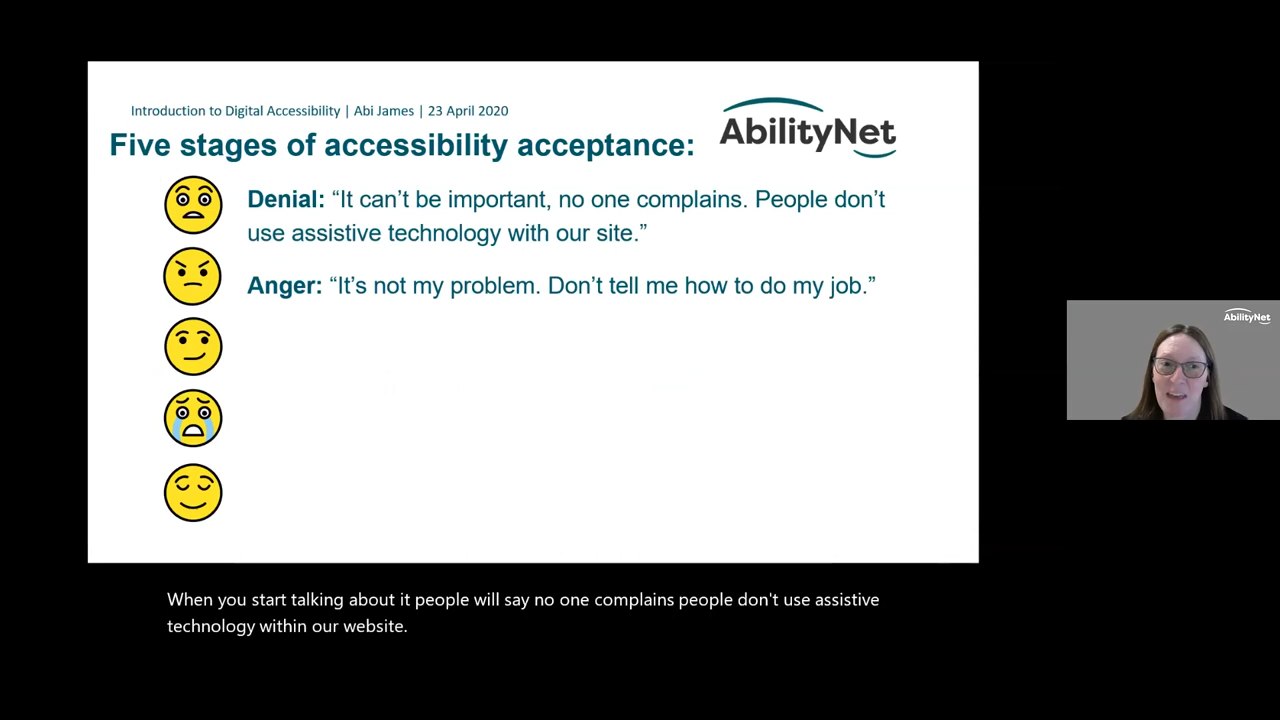 Introduction to Digital Accessibility | Abi James | 23 April 2020
AbilityNet
Five stages of accessibility acceptance:
Denial: “It can’t be important, no one complains. People don’t
use assistive technology with our site.”
Anger: “It’s not my problem. Don’t tell me how to do my job.”
AbilityNet
When you start talking about it people will say no one complains people don't use assistive
technology within our website.